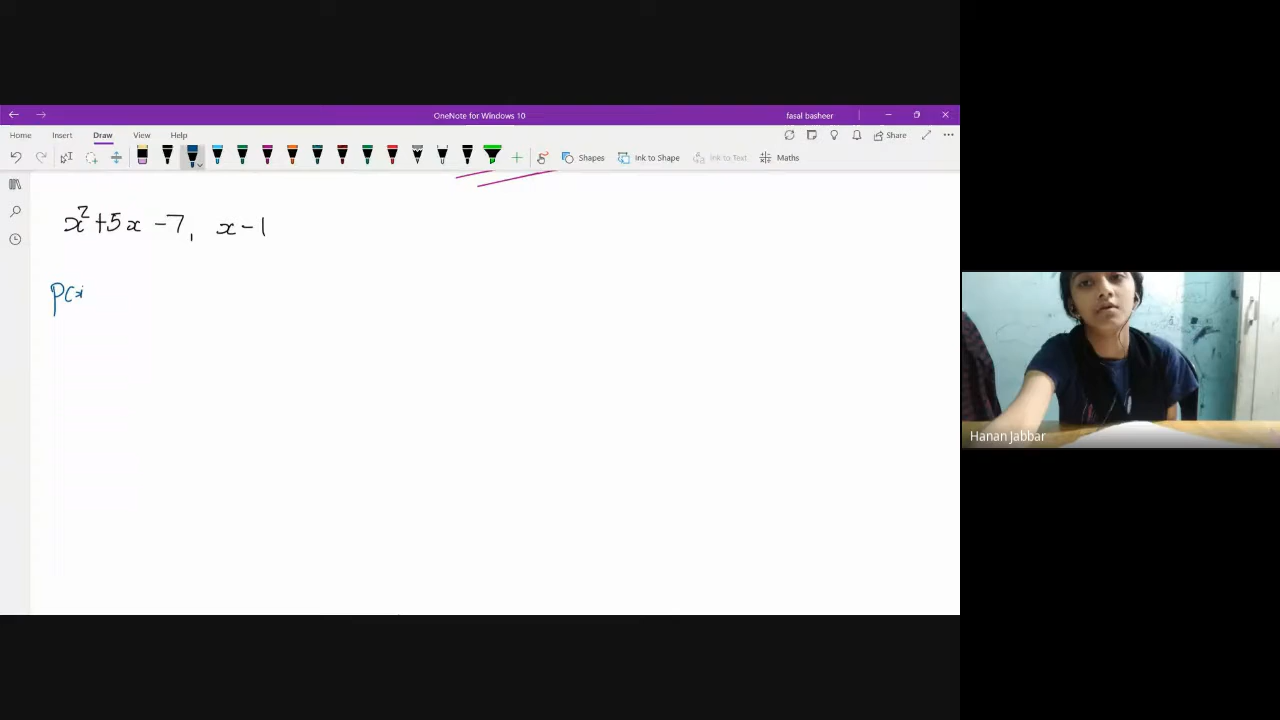 OneNote for Windows 10
fasal basheer
Home Insert Draw View Help
Share
Shapes Ink to Shape Ink to Text Maths
x² + 5x - 7, x - 1
P(x
Hanan Jabbar